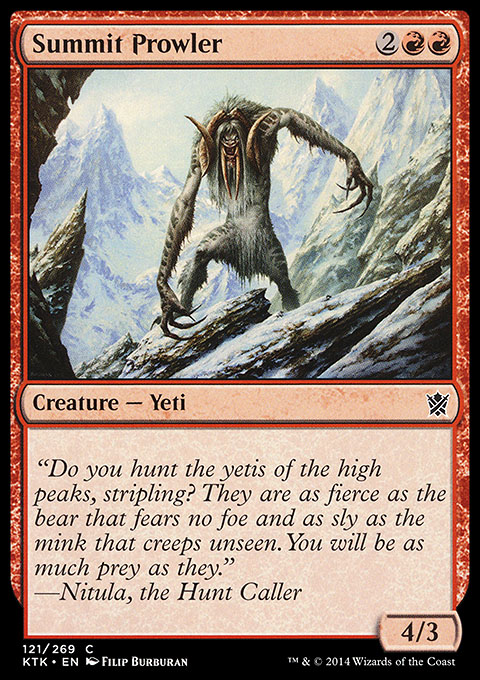 Summit Prowler 2
Creature — Yeti
“Do you hunt the yetis of the high
peaks, stripling? They are as fierce as the
bear that fears no foe and as sly as the
mink that creeps unseen. You will be as
much prey as they.”
—Nitula, the Hunt Caller
4/3
121/269 C
KTK • EN Filip Burburan
™ & © 2014 Wizards of the Coast